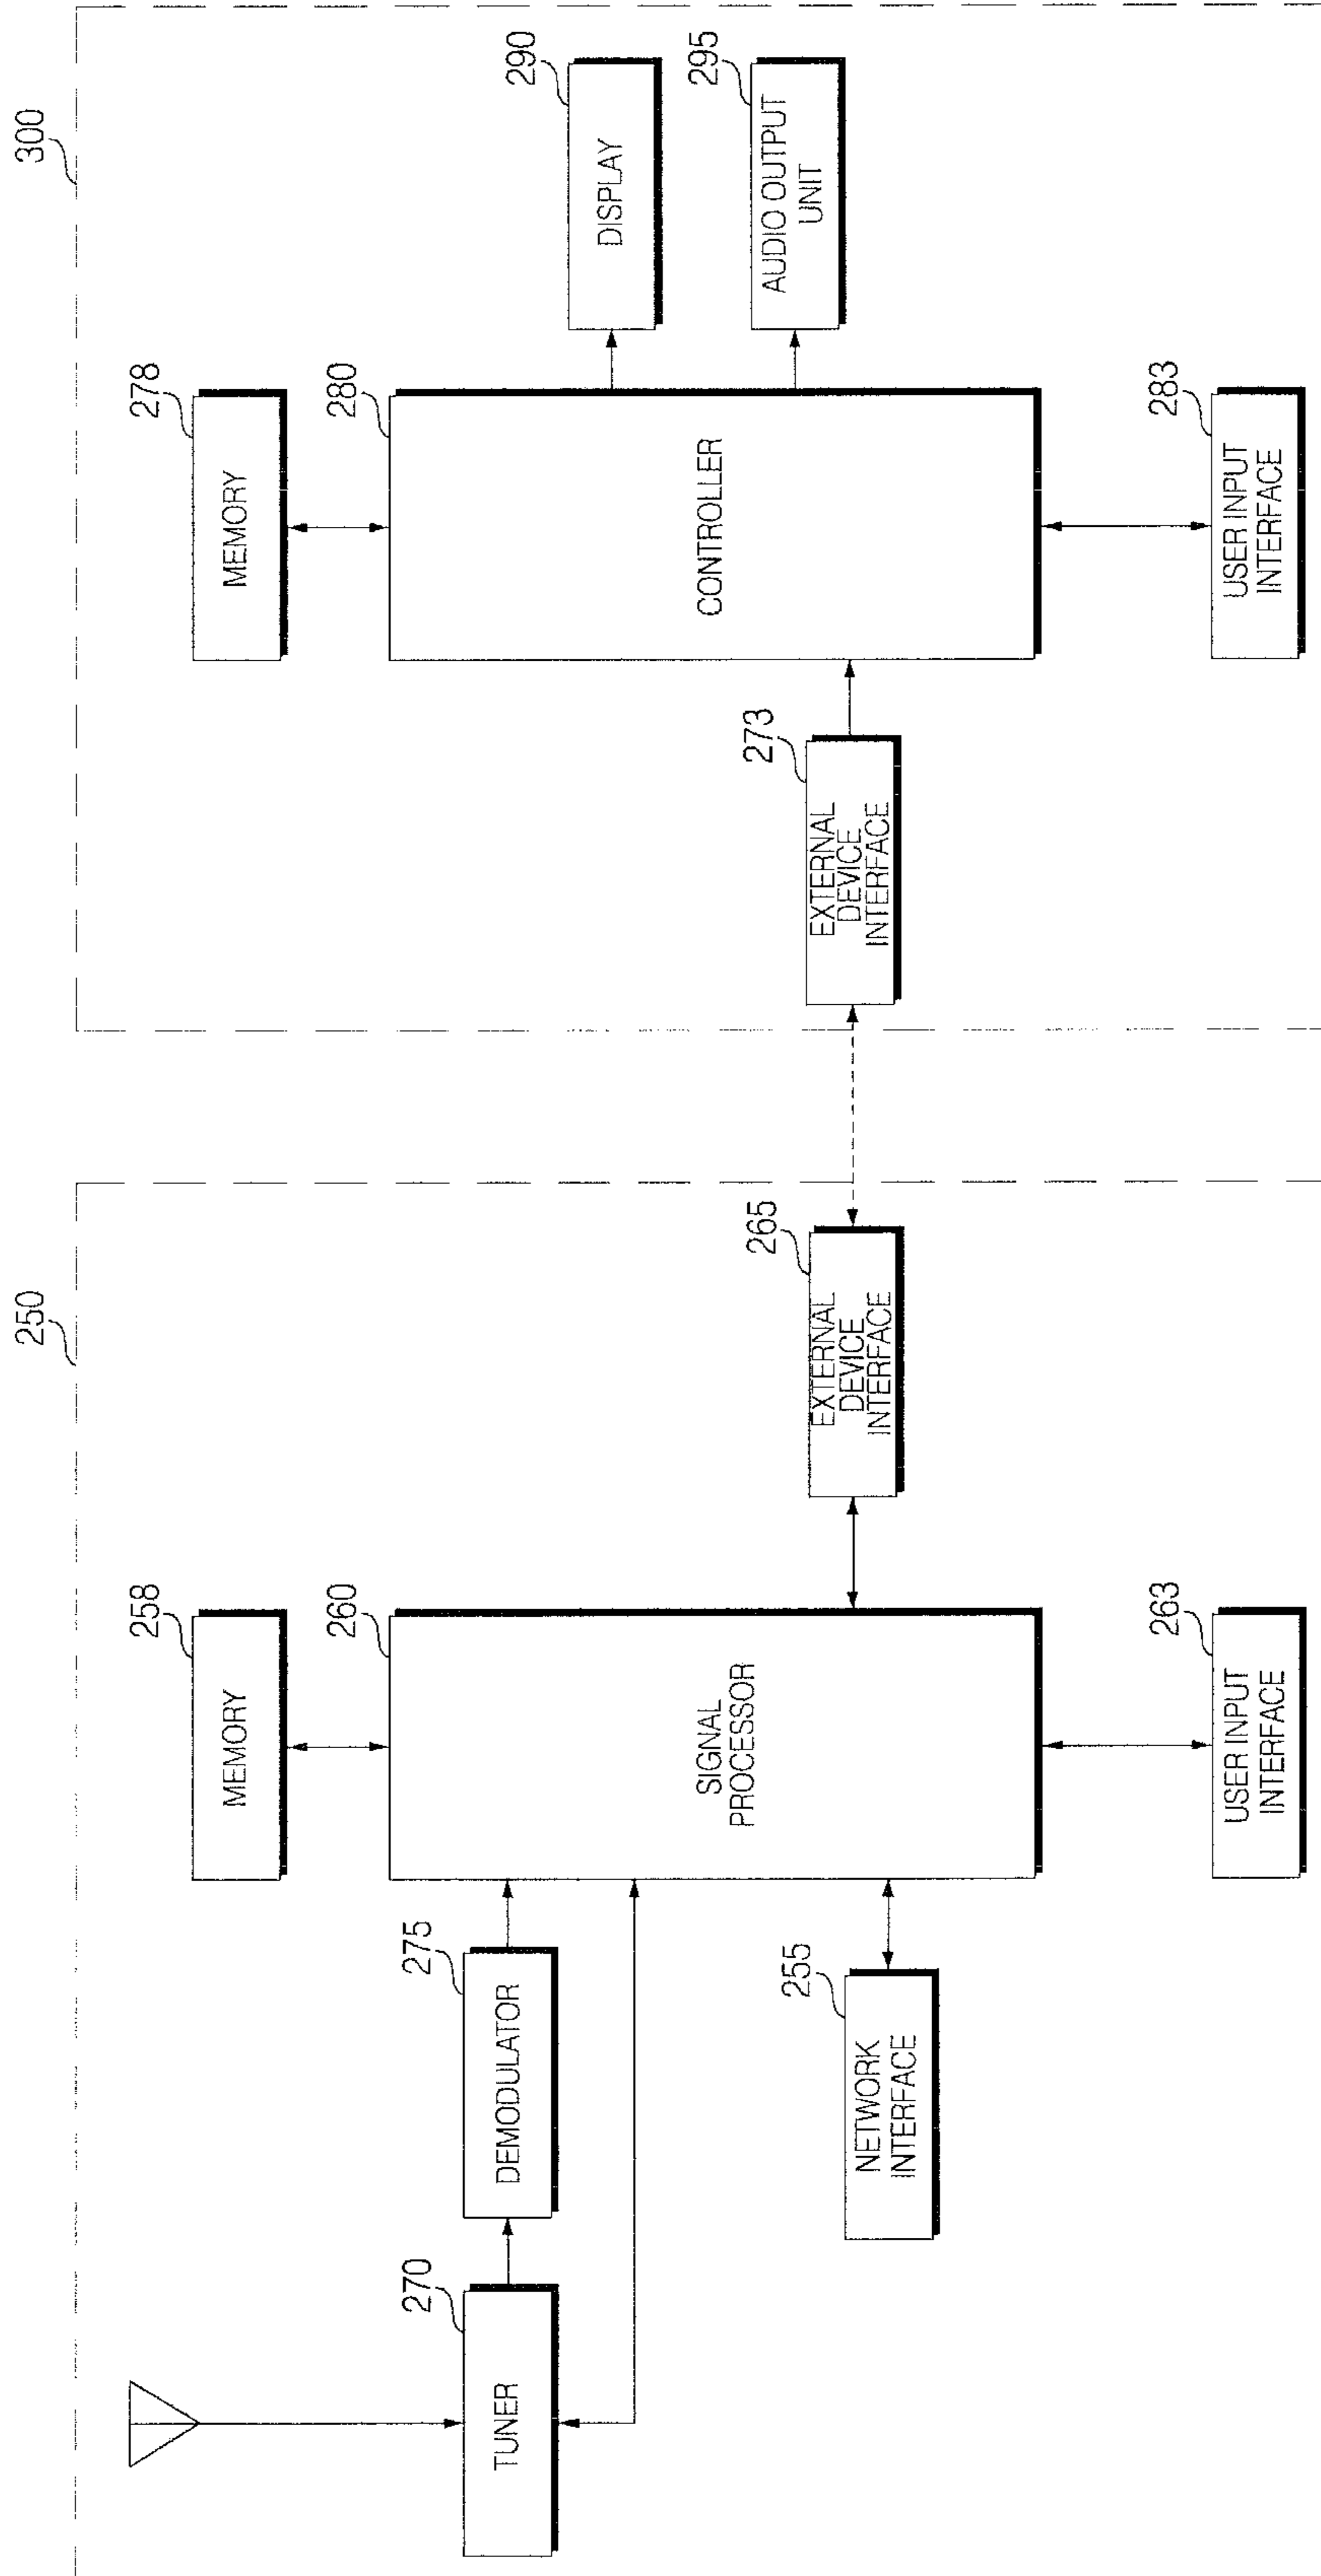 250
300
TUNER
270
DEMODULATOR
275
MEMORY
258
SIGNAL
PROCESSOR
260
NETWORK
INTERFACE
255
USER INPUT
INTERFACE
263
EXTERNAL
DEVICE
INTERFACE
265
EXTERNAL
DEVICE
INTERFACE
273
MEMORY
278
CONTROLLER
280
USER INPUT
INTERFACE
283
DISPLAY
290
AUDIO OUTPUT
UNIT
295